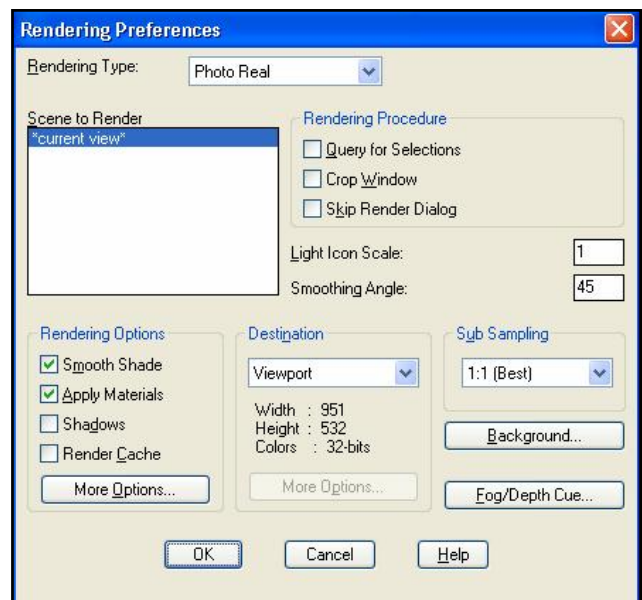 Rendering Preferences
Rendering Type:
Photo Real
Scene to Render
*current view*
Rendering Procedure
Query for Selections
Crop Window
Skip Render Dialog
Light Icon Scale:
1
Smoothing Angle:
45
Rendering Options
Smooth Shade
Apply Materials
Shadows
Render Cache
More Options...
Destination
Viewport
Width : 951
Height : 532
Colors : 32-bits
More Options...
Sub Sampling
1:1 (Best)
Background...
Fog/Depth Cue...
OK
Cancel
Help